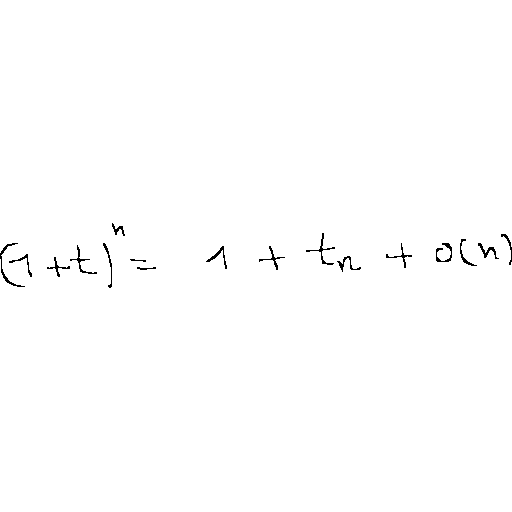 (1+t)^n = 1 + t_n + o(n)